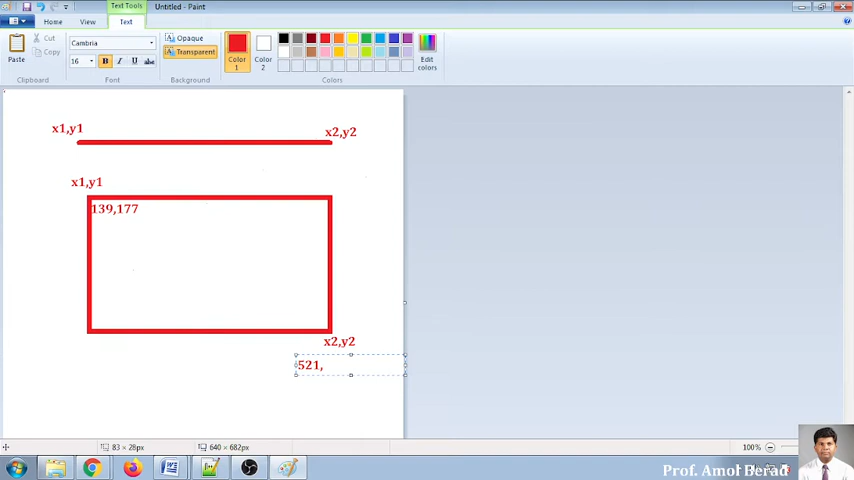 Text Tools
Untitled - Paint
Home
View
Text
Paste
Cut
Copy
Clipboard
Cambria
16
B
I
U
abc
Font
Opaque
Transparent
Background
Color
1
Color
2
Edit
colors
Colors
x1,y1
x2,y2
x1,y1
139,177
x2,y2
521,
83 × 28px
640 × 682px
100%
Prof. Amol Berad